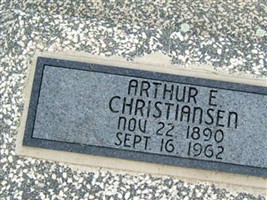 ARTHUR E.
CHRISTIANSEN
NOV 22 1890
SEPT 16. 1962